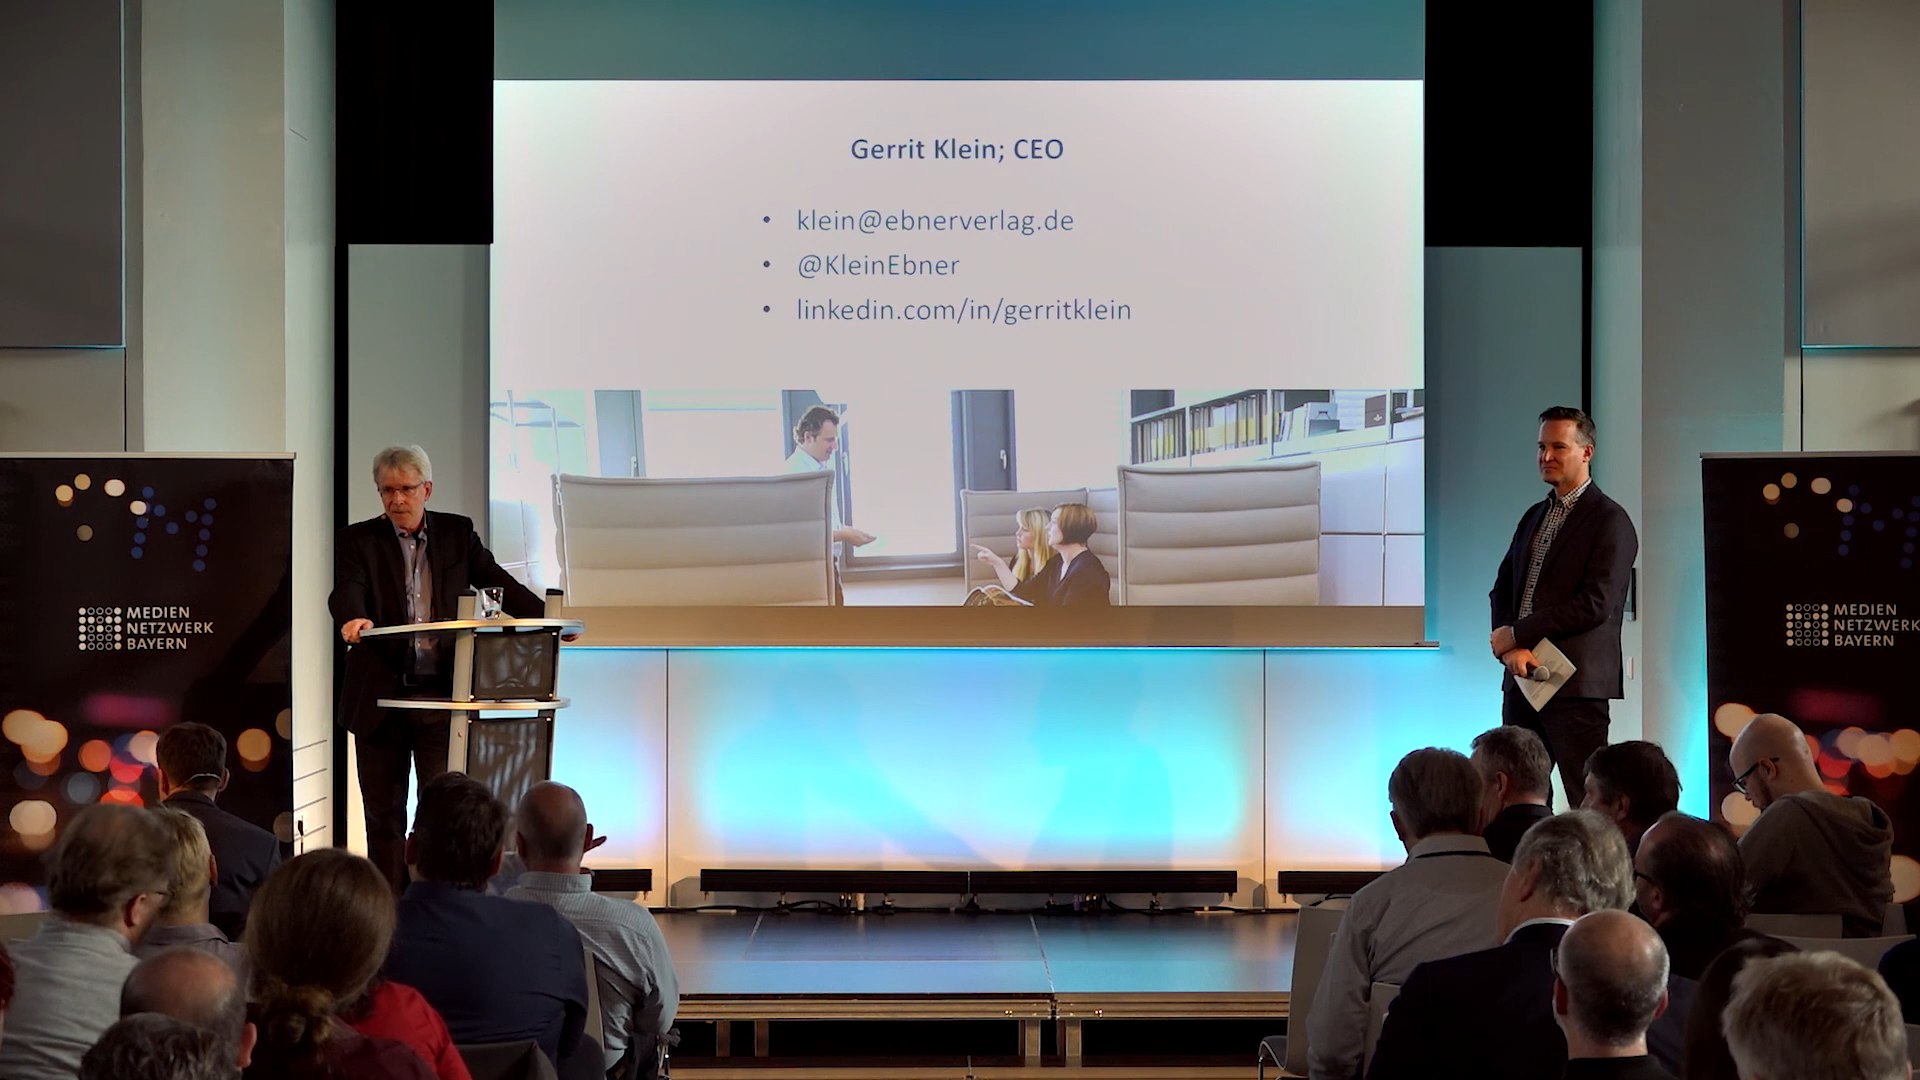 Gerrit Klein; CEO
• klein@ebnerverlag.de
• @KleinEbner
• linkedin.com/in/gerritklein
M
MEDIEN
NETZWERK
BAYERN
M
MEDIEN
NETZWERK
BAYERN